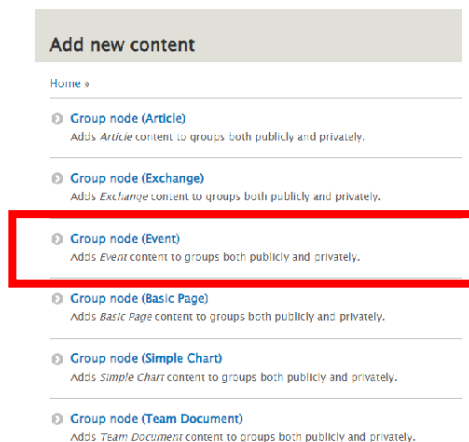 Add new content
Home »
Group node (Article)
Adds Article content to groups both publicly and privately.
Group node (Exchange)
Adds Exchange content to groups both publicly and privately.
Group node (Event)
Adds Event content to groups both publicly and privately.
Group node (Basic Page)
Adds Basic Page content to groups both publicly and privately.
Group node (Simple Chart)
Adds Simple Chart content to groups both publicly and privately.
Group node (Team Document)
Adds Team Document content to groups both publicly and privately.